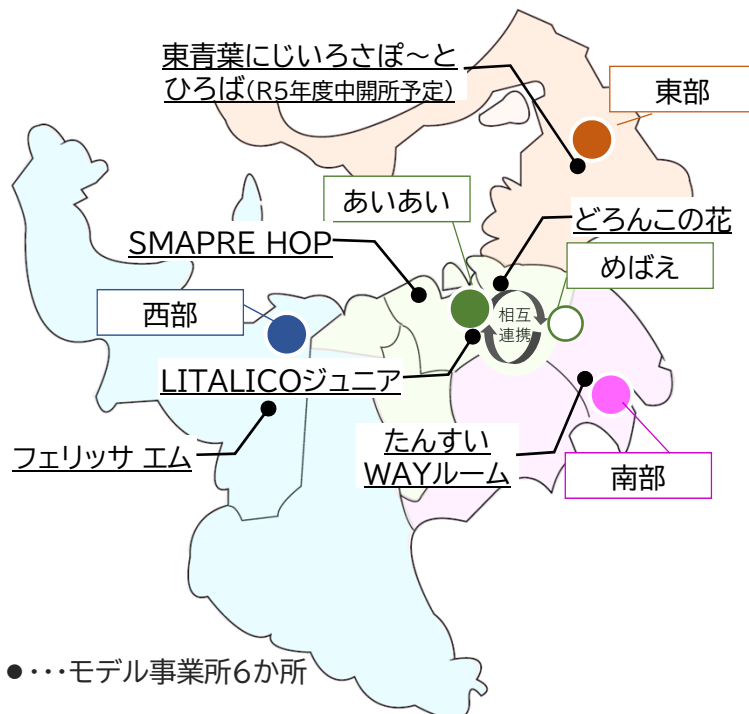 東青葉にじいろさぽ～と
ひろば(R5年度中開所予定)
東部
あいあい
どろんこの花
SMAPRE HOP
めばえ
西部
相互
連携
LITALICOジュニア
たんすい
WAYルーム
フェリッサ エム
南部
●･･･モデル事業所6か所